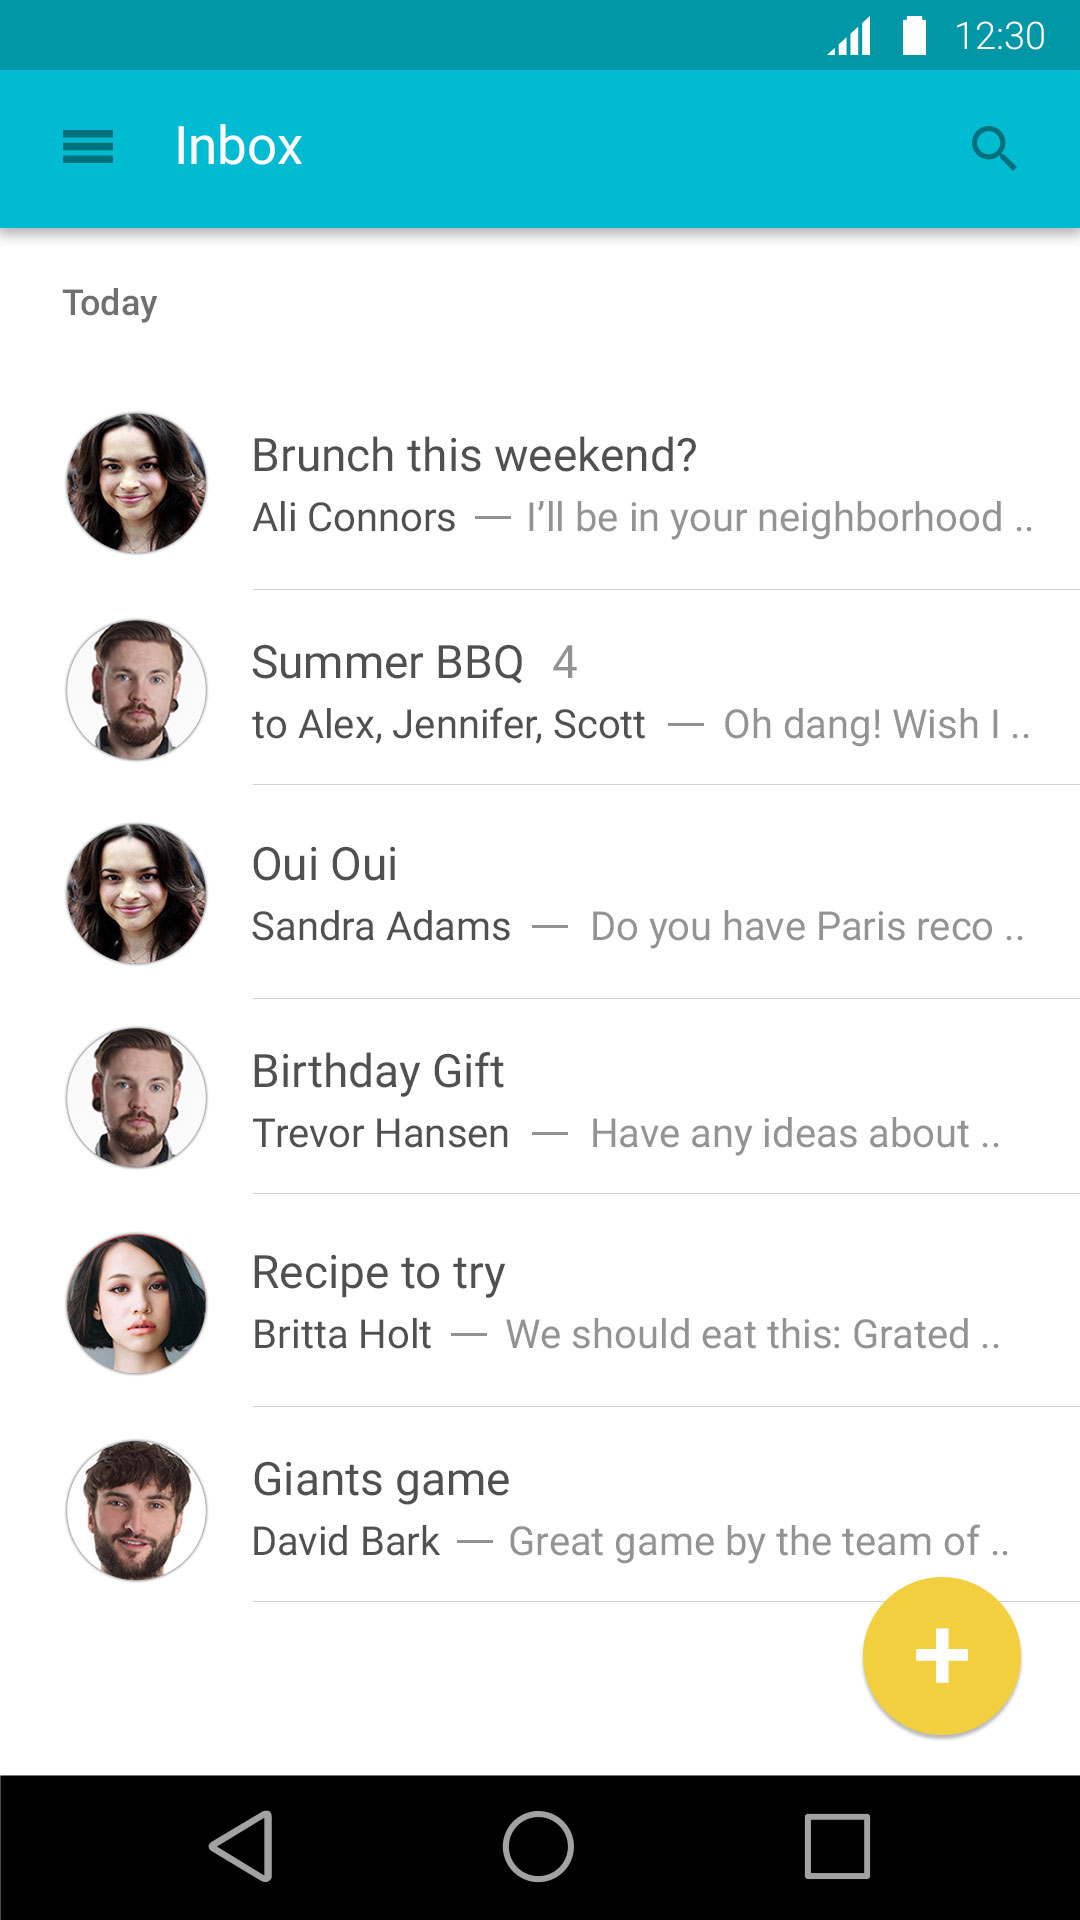 12:30
Inbox
Today
Brunch this weekend?
Ali Connors — I’ll be in your neighborhood ..
Summer BBQ 4
to Alex, Jennifer, Scott — Oh dang! Wish I ..
Oui Oui
Sandra Adams — Do you have Paris reco ..
Birthday Gift
Trevor Hansen — Have any ideas about ..
Recipe to try
Britta Holt — We should eat this: Grated ..
Giants game
David Bark — Great game by the team of ..